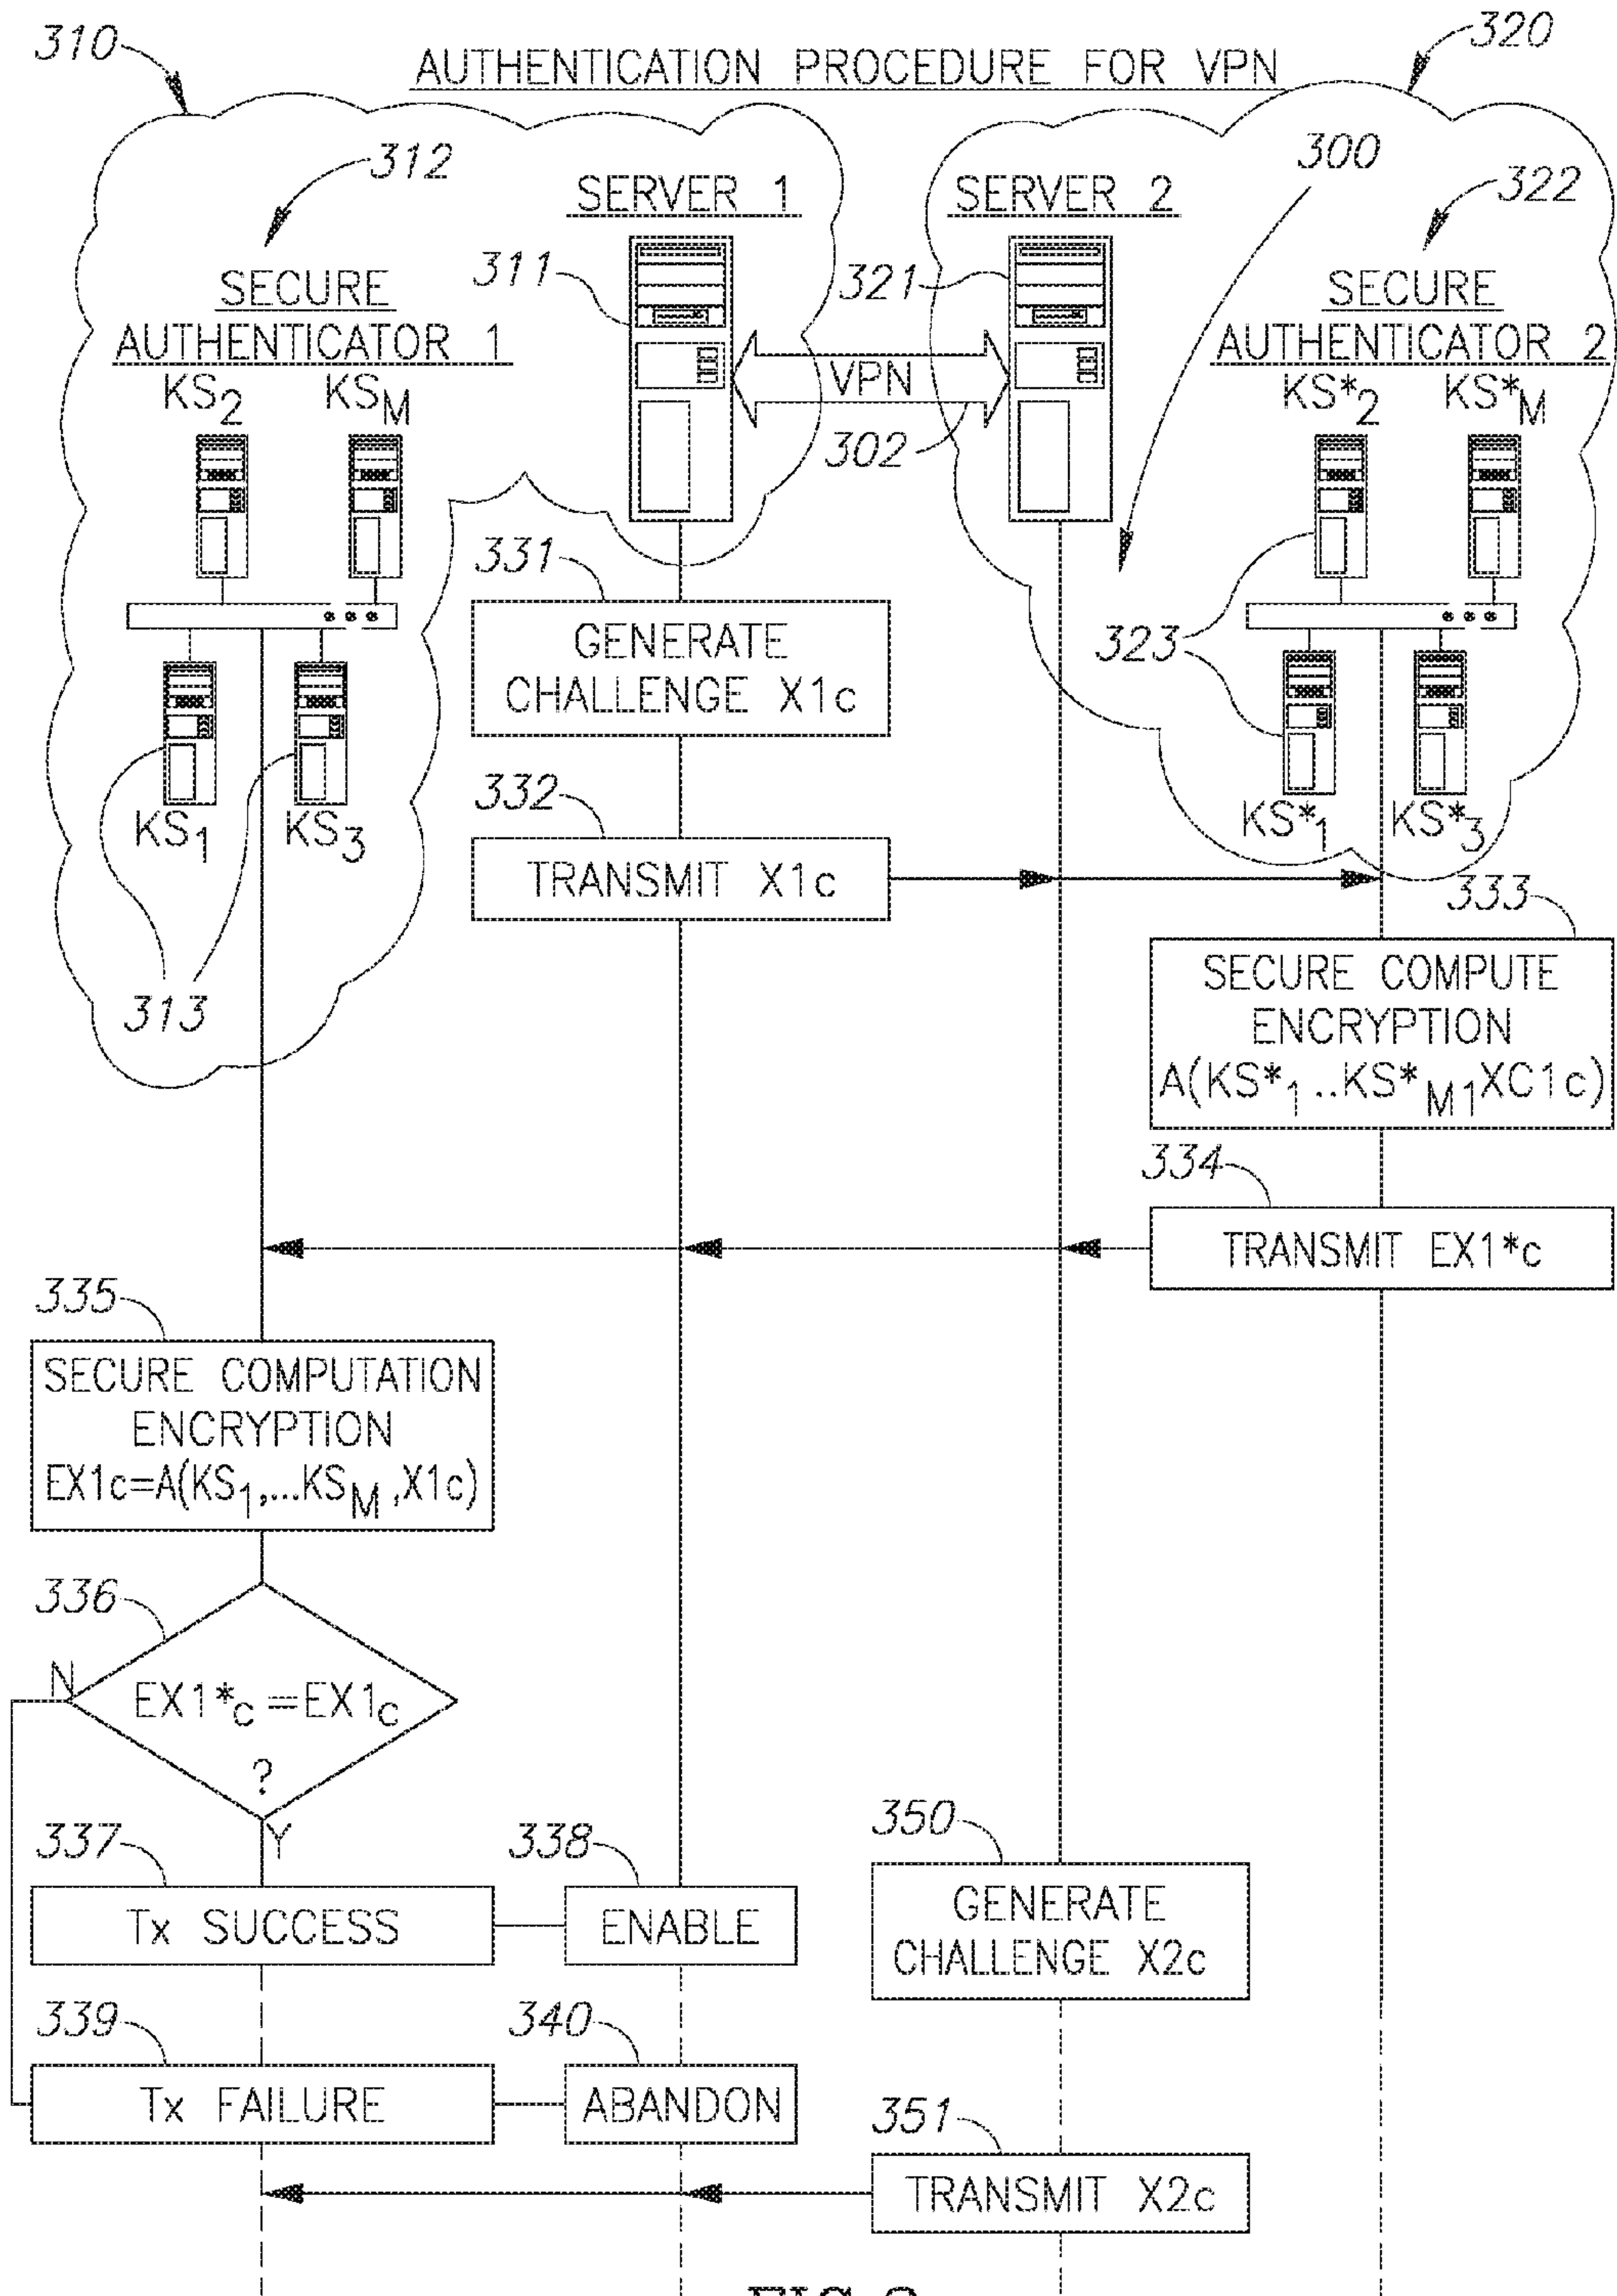 310
AUTHENTICATION PROCEDURE FOR VPN
320
312
300
322
SERVER 1
SERVER 2
311
321
SECURE
AUTHENTICATOR 1
SECURE
AUTHENTICATOR 2
KS2
KSM
VPN
302
KS*2
KS*M
331
GENERATE
CHALLENGE X1c
323
KS1
KS3
332
TRANSMIT X1c
KS*1
KS*3
333
313
SECURE COMPUTE
ENCRYPTION
A(KS*1..KS*M1XC1c)
334
TRANSMIT EX1*c
335
SECURE COMPUTATION
ENCRYPTION
EX1c=A(KS1,...KSM,X1c)
336
N
EX1*c=EX1c
?
Y
337
338
350
Tx SUCCESS
ENABLE
GENERATE
CHALLENGE X2c
339
340
Tx FAILURE
ABANDON
351
TRANSMIT X2c